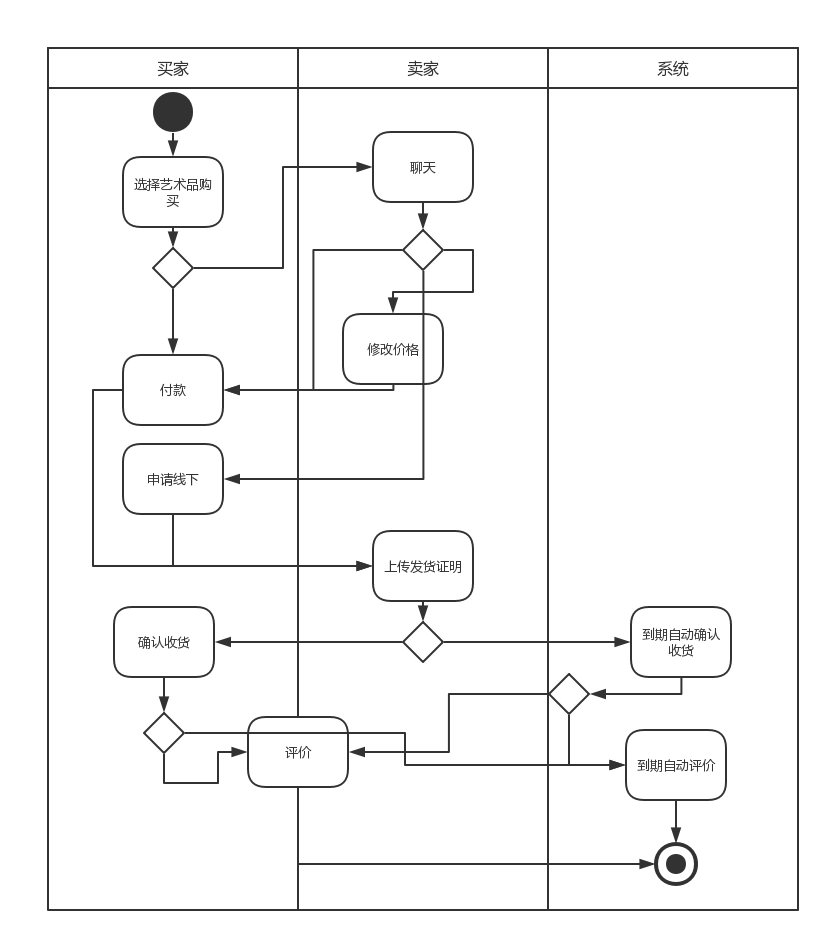 买家
卖家
系统
聊天
选择艺术品购
买
修改价格
付款
申请线下
上传发货证明
确认收货
到期自动确认
收货
评价
到期自动评价